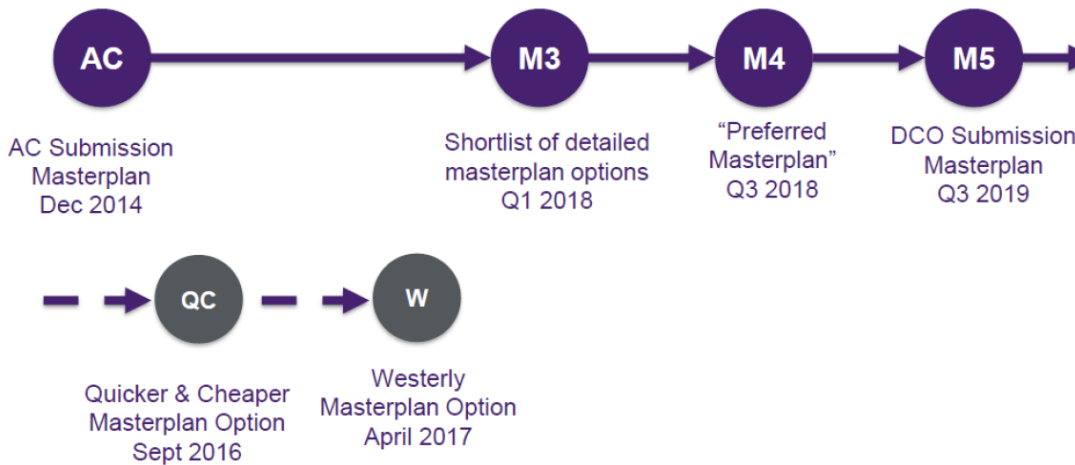 AC
M3
M4
M5
AC Submission
Masterplan
Dec 2014
Shortlist of detailed
masterplan options
Q1 2018
“Preferred
Masterplan”
Q3 2018
DCO Submission
Masterplan
Q3 2019
QC
W
Quicker & Cheaper
Masterplan Option
Sept 2016
Westerly
Masterplan Option
April 2017